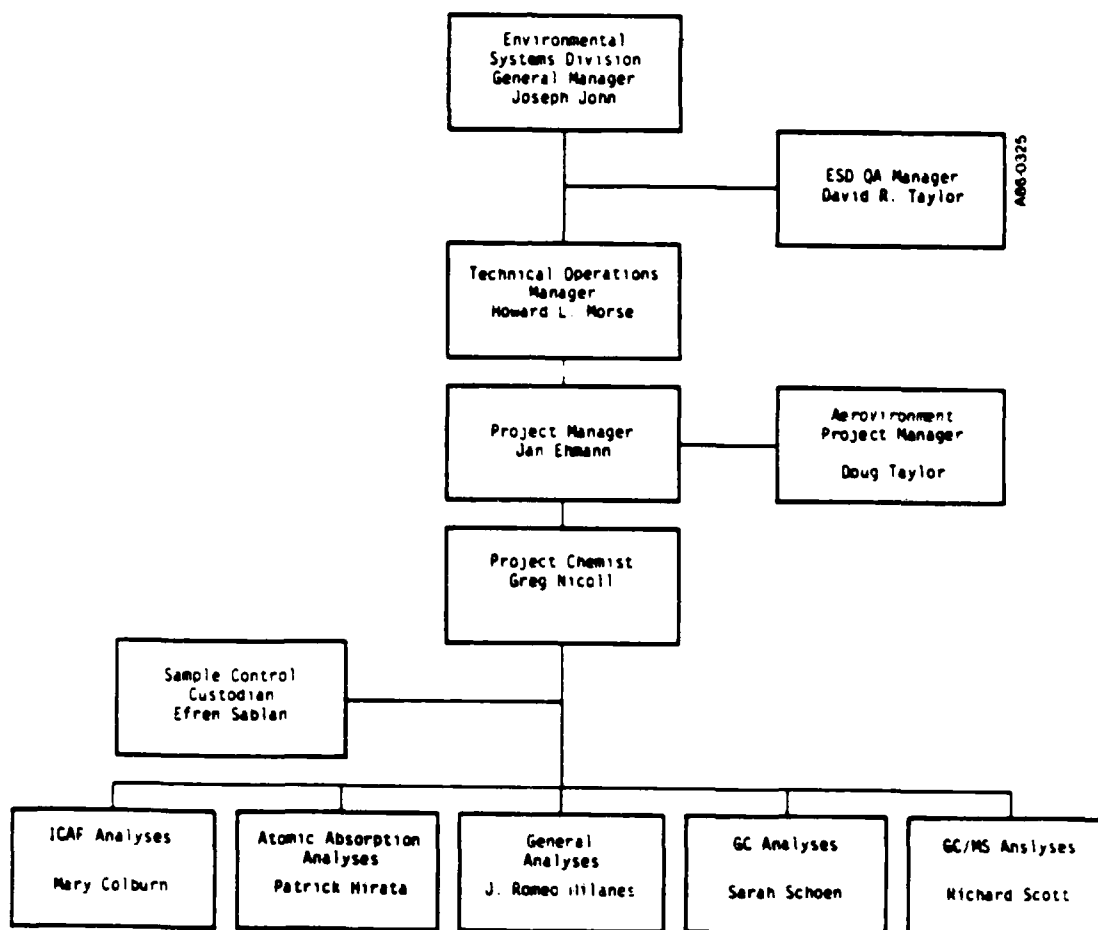 Environmental
Systems Division
General Manager
Joseph John
ESD QA Manager
David R. Taylor
A86-0325
Technical Operations
Manager
Howard L. Morse
Project Manager
Jan Ehmann
Aerovironment
Project Manager
Doug Taylor
Project Chemist
Greg Nicoll
Sample Control
Custodian
Efren Sablan
ICAF Analyses
Mary Colburn
Atomic Absorption
Analyses
Patrick Hirata
General
Analyses
J. Romeo
GC Analyses
Sarah Schoen
GC/MS Anslyses
Richard Scott